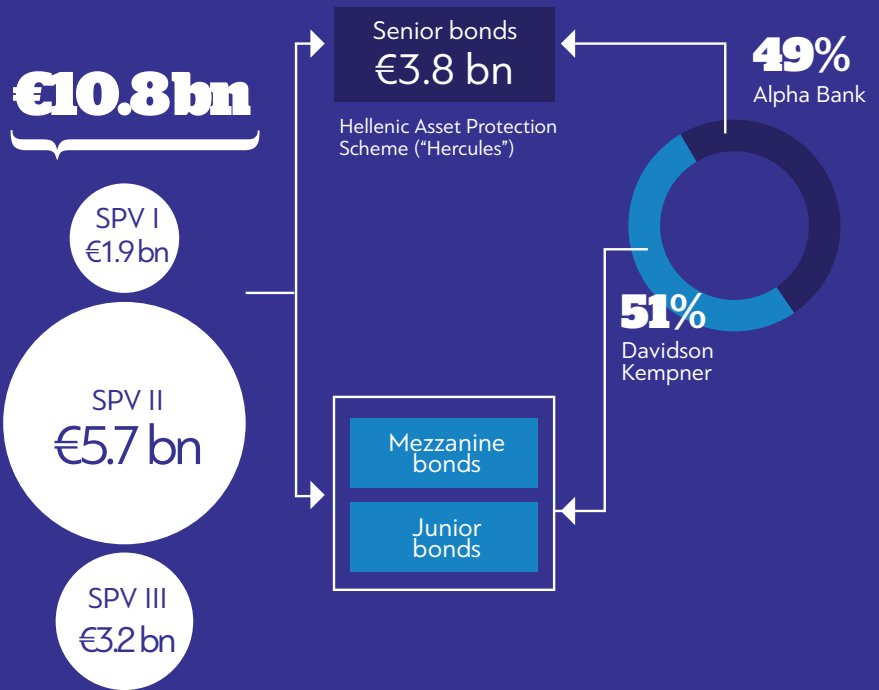 €10.8bn
SPV I
€1.9 bn
SPV II
€5.7 bn
SPV III
€3.2 bn
Senior bonds
€3.8 bn
Hellenic Asset Protection
Scheme (“Hercules”)
Mezzanine
bonds
Junior
bonds
49%
Alpha Bank
51%
Davidson
Kempner